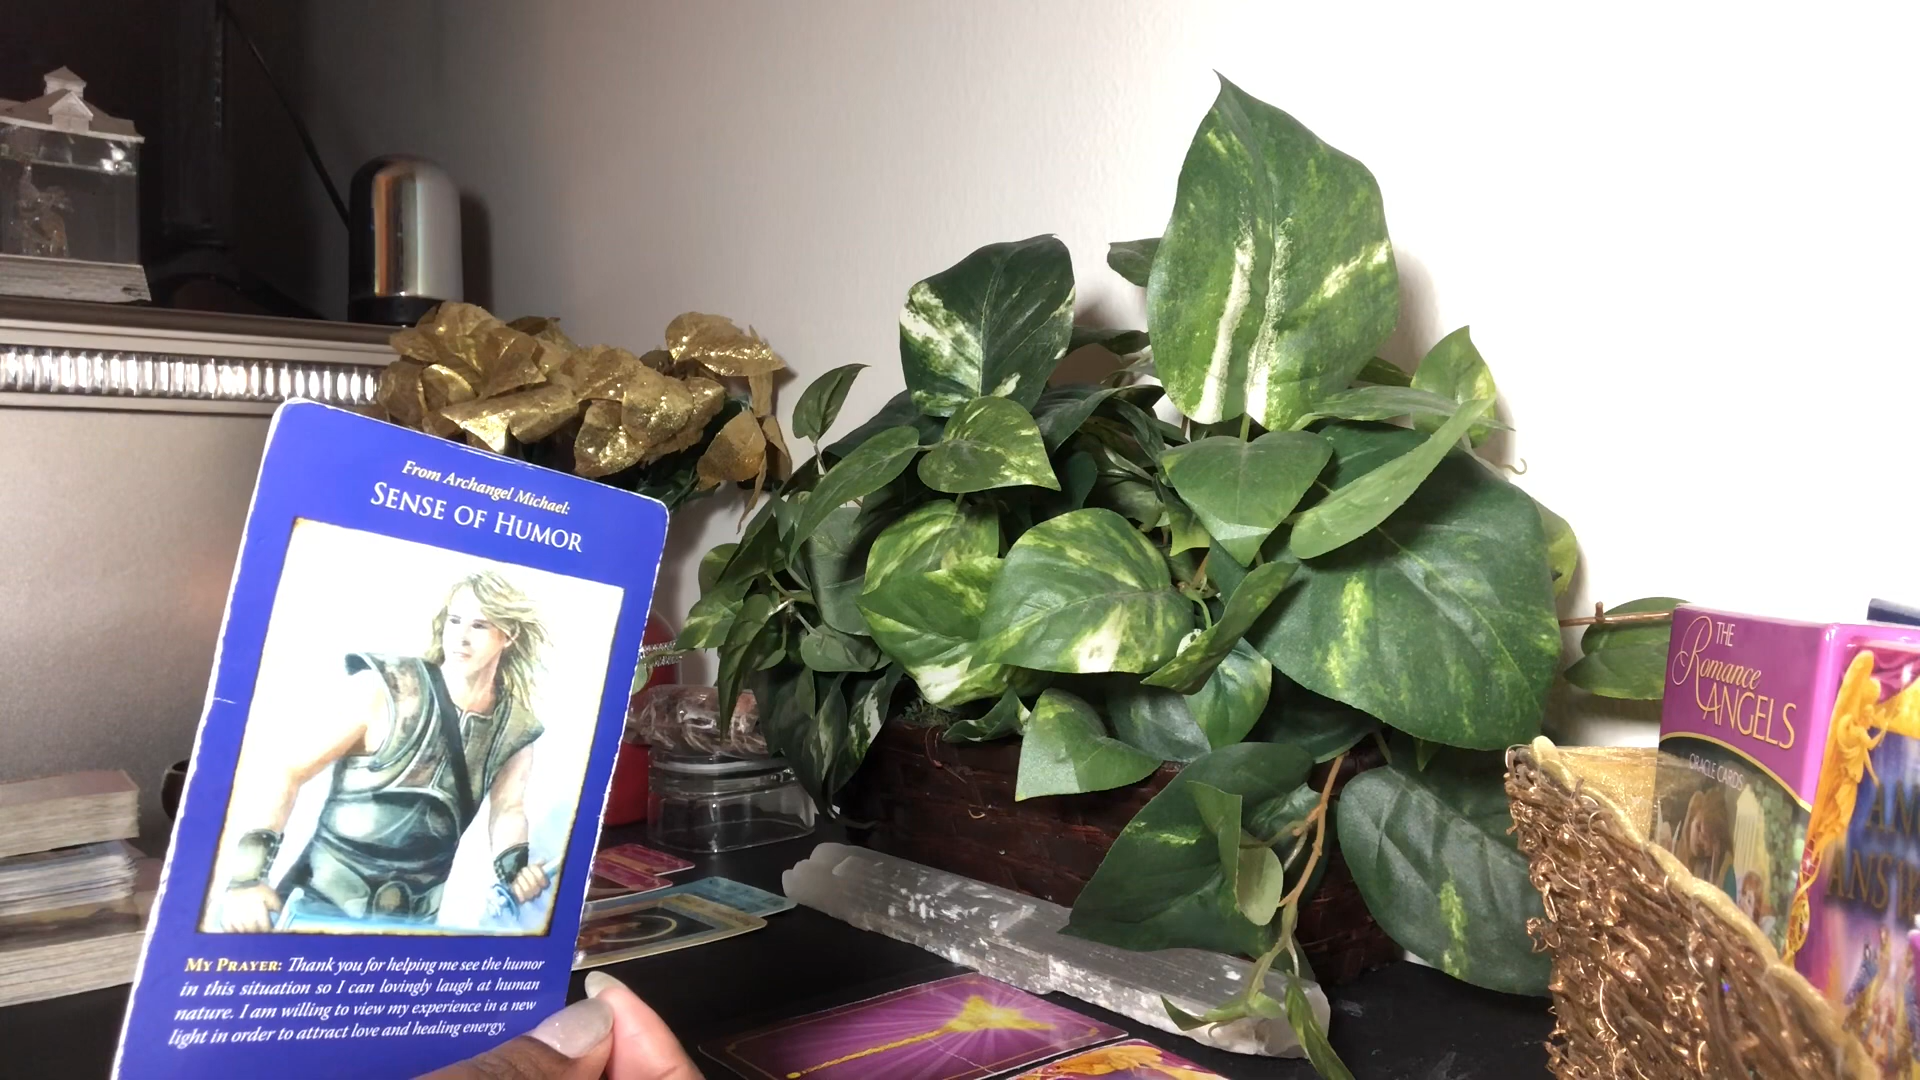 From Archangel Michael:
SENSE OF HUMOR
MY PRAYER: Thank you for helping me see the humor
in this situation so I can lovingly laugh at human
nature. I am willing to view my experience in a new
light in order to attract love and healing energy.
THE
Romance
ANGELS
ORACLE CARDS